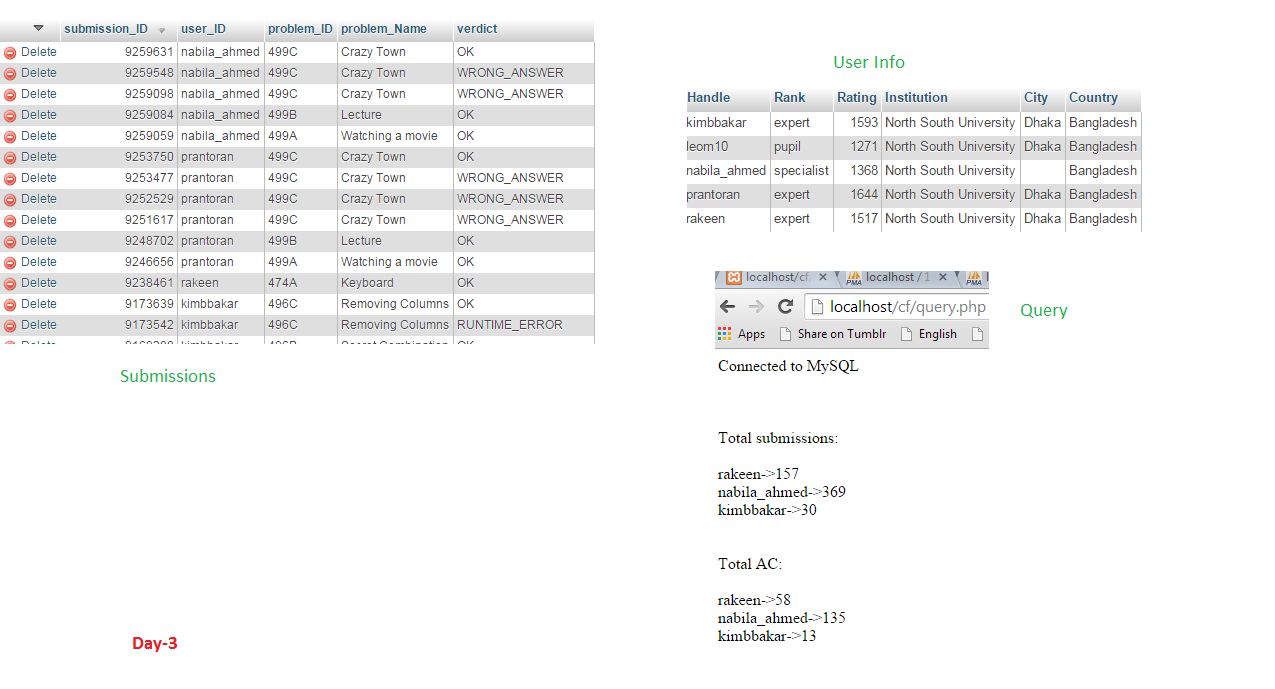 submission_ID user_ID problem_ID problem_Name verdict
Delete 9259631 nabila_ahmed 499C Crazy Town OK
Delete 9259548 nabila_ahmed 499C Crazy Town WRONG_ANSWER
Delete 9259098 nabila_ahmed 499C Crazy Town WRONG_ANSWER
Delete 9259084 nabila_ahmed 499B Lecture OK
Delete 9259059 nabila_ahmed 499A Watching a movie OK
Delete 9253750 prantoran 499C Crazy Town OK
Delete 9253477 prantoran 499C Crazy Town WRONG_ANSWER
Delete 9252529 prantoran 499C Crazy Town WRONG_ANSWER
Delete 9251617 prantoran 499C Crazy Town WRONG_ANSWER
Delete 9248702 prantoran 499B Lecture OK
Delete 9246656 prantoran 499A Watching a movie OK
Delete 9238461 rakeen 474A Keyboard OK
Delete 9173639 kimbbakar 496C Removing Columns OK
Delete 9173542 kimbbakar 496C Removing Columns RUNTIME_ERROR
Submissions
Day-3
User Info
Handle Rank Rating Institution City Country
kimbbakar expert 1593 North South University Dhaka Bangladesh
leom10 pupil 1271 North South University Dhaka Bangladesh
nabila_ahmed specialist 1368 North South University Bangladesh
prantoran expert 1644 North South University Dhaka Bangladesh
rakeen expert 1517 North South University Dhaka Bangladesh
localhost/cf PMA localhost / 1 PMA
localhost/cf/query.php
Apps Share on Tumblr English
Query
Connected to MySQL
Total submissions:
rakeen->157
nabila_ahmed->369
kimbbakar->30
Total AC:
rakeen->58
nabila_ahmed->135
kimbbakar->13